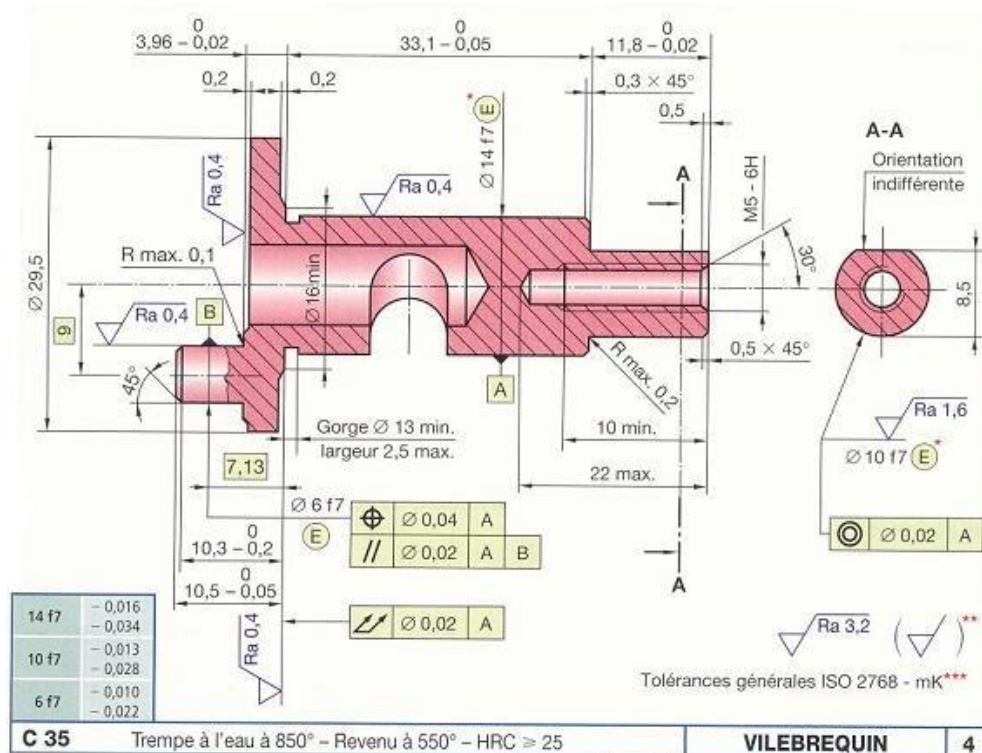 0
3,96 – 0,02
0
33,1 – 0,05
0
11,8 – 0,02
0,2
0,2
0,3 × 45°
0,5
Ø 14 f7 E*
M5 - 6H
A
A-A
Orientation
indifférente
Ra 0,4
Ra 0,4
R max. 0,1
Ø 29,5
Ø 16 min
30°
8,5
9
Ra 0,4
B
45°
A
R max. 0,2
0,5 × 45°
Gorge Ø 13 min.
largeur 2,5 max.
10 min.
22 max.
Ra 1,6
Ø 10 f7 E*
7,13
Ø 6 f7
E
Ø 0,04 A
// Ø 0,02 A B
Ø 0,02 A
0
10,3 – 0,2
0
10,5 – 0,05
A
Ø 0,02 A
Ra 0,4
14 f7 – 0,016
– 0,034
10 f7 – 0,013
– 0,028
6 f7 – 0,010
– 0,022
Ra 3,2 ( )**
Tolérances générales ISO 2768 - mK***
C 35 Trempe à l'eau à 850° – Revenu à 550° – HRC ≥ 25 VILEBREQUIN 4